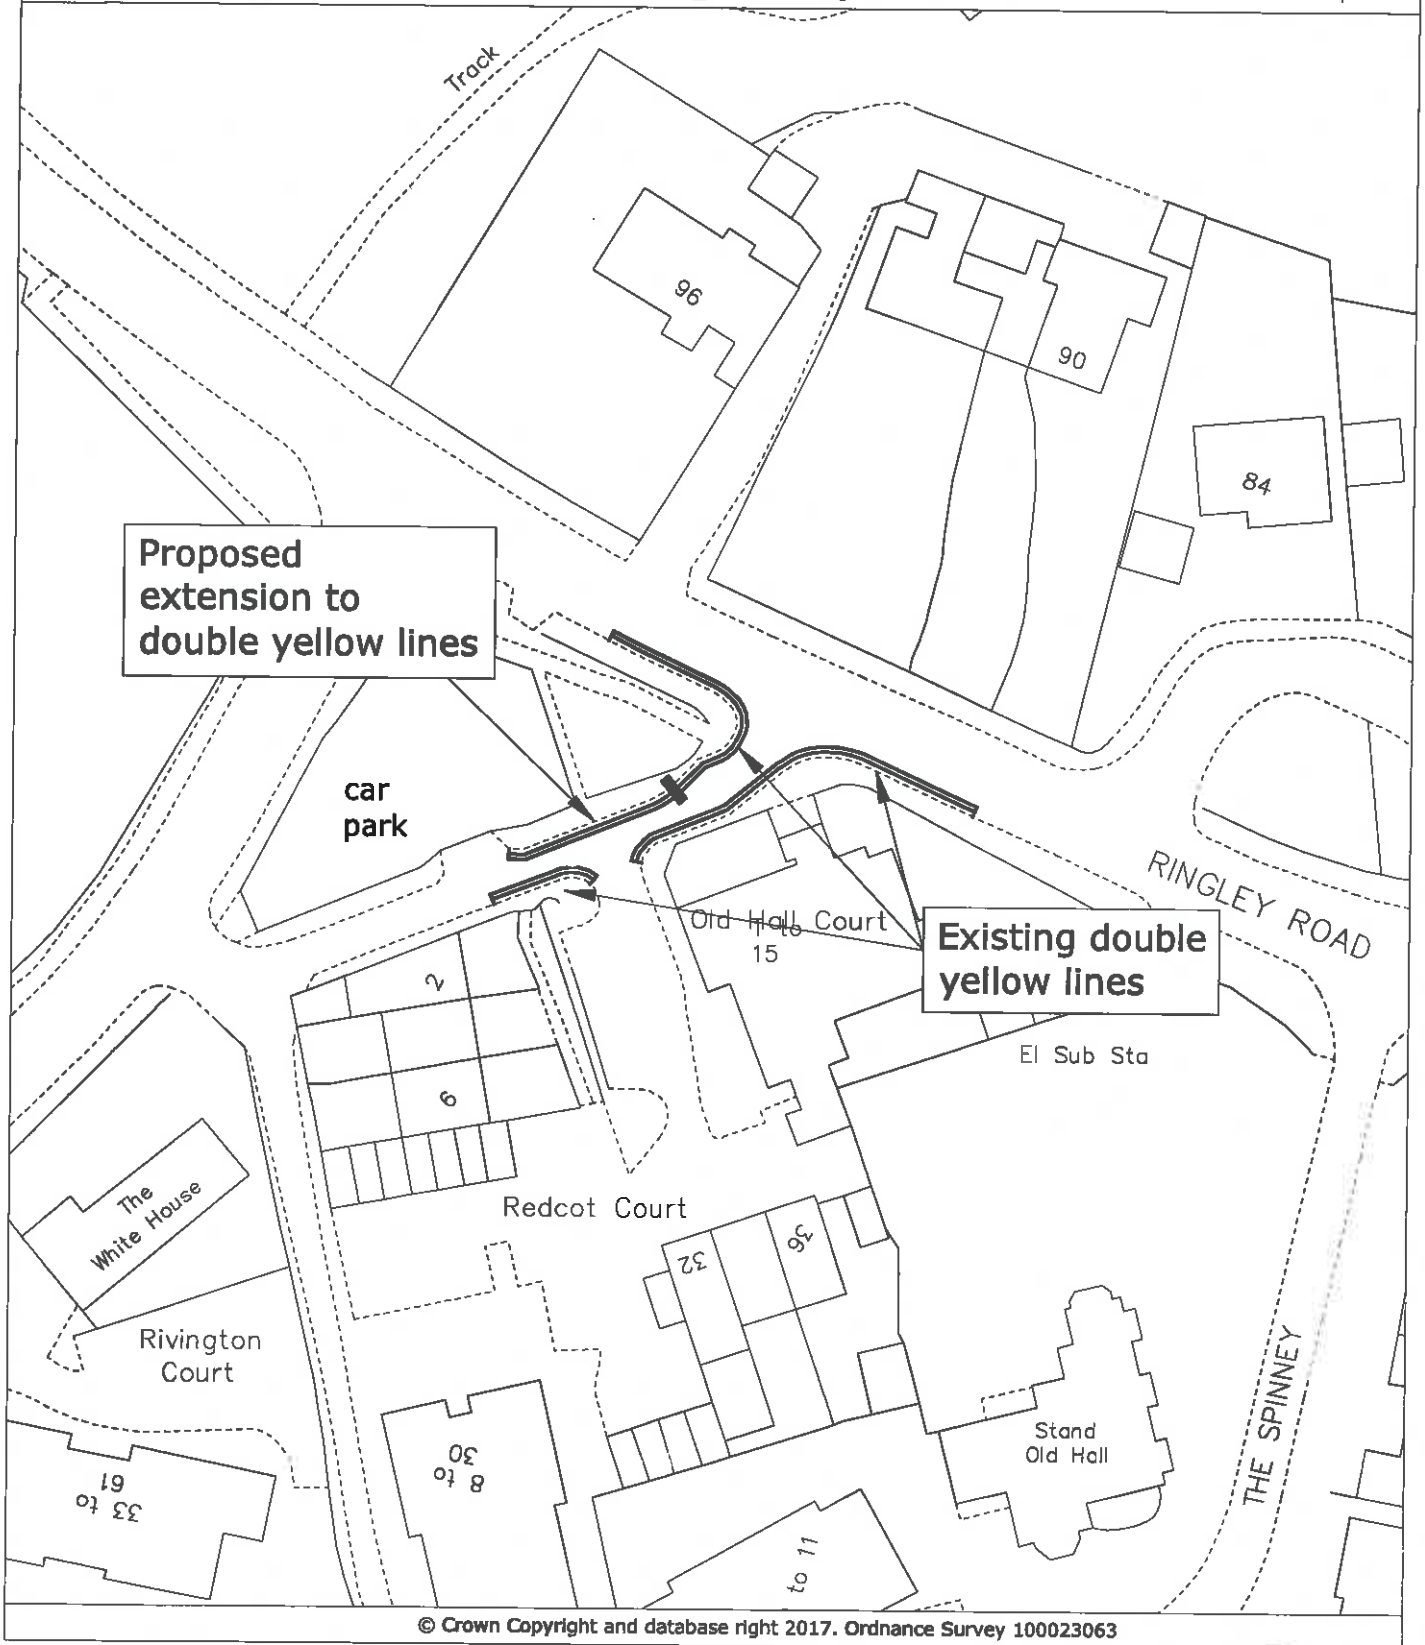 Track
96
90
84
Proposed
extension to
double yellow lines
car
park
RINGLEY ROAD
Old Hall Court
1 to
15
Existing double
yellow lines
El Sub Sta
2
6
Redcot Court
The
White House
32
36
Rivington
Court
Stand
Old Hall
THE SPINNEY
8 to
30
33 to
61
to 11
© Crown Copyright and database right 2017. Ordnance Survey 100023063